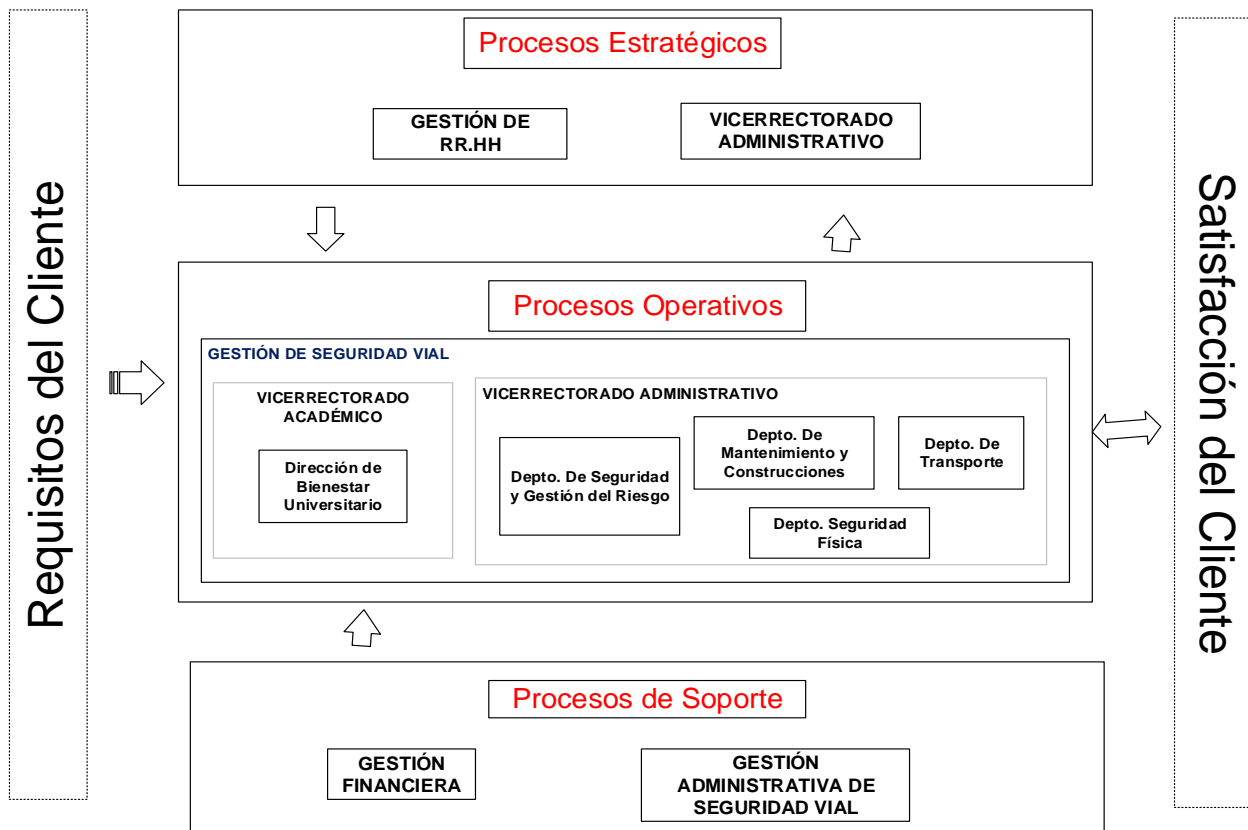 Requisitos del Cliente
Procesos Estratégicos
GESTIÓN DE
RR.HH
VICERRECTORADO
ADMINISTRATIVO
Procesos Operativos
GESTIÓN DE SEGURIDAD VIAL
VICERRECTORADO
ACADÉMICO
Dirección de
Bienestar
Universitario
VICERRECTORADO ADMINISTRATIVO
Depto. De Seguridad
y Gestión del Riesgo
Depto. De
Mantenimiento y
Construcciones
Depto. De
Transporte
Depto. Seguridad
Física
Procesos de Soporte
GESTIÓN
FINANCIERA
GESTIÓN
ADMINISTRATIVA DE
SEGURIDAD VIAL
Satisfacción del Cliente